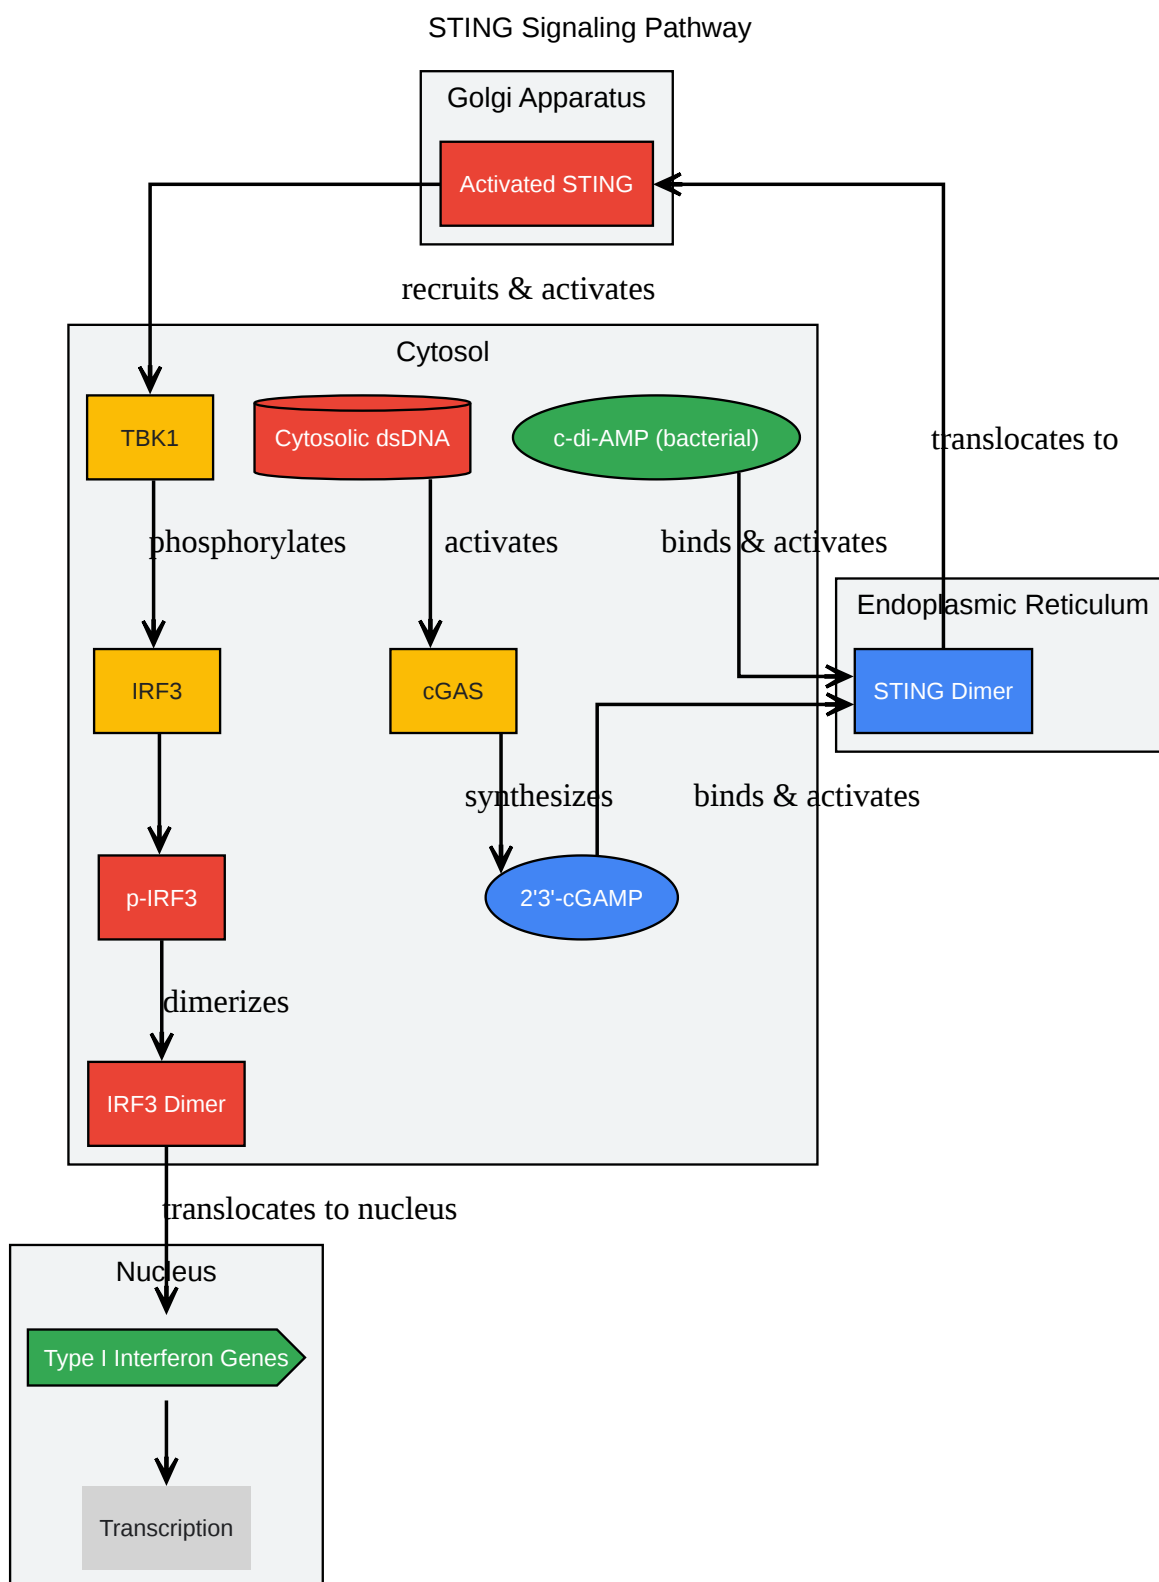 STING Signaling Pathway
Golgi Apparatus
Activated STING
recruits & activates
Cytosol
TBK1
Cytosolic dsDNA
c-di-AMP (bacterial)
translocates to
phosphorylates
activates
binds & activates
Endoplasmic Reticulum
IRF3
cGAS
STING Dimer
synthesizes
binds & activates
p-IRF3
2'3'-cGAMP
dimerizes
IRF3 Dimer
translocates to nucleus
Nucleus
Type I Interferon Genes
Transcription